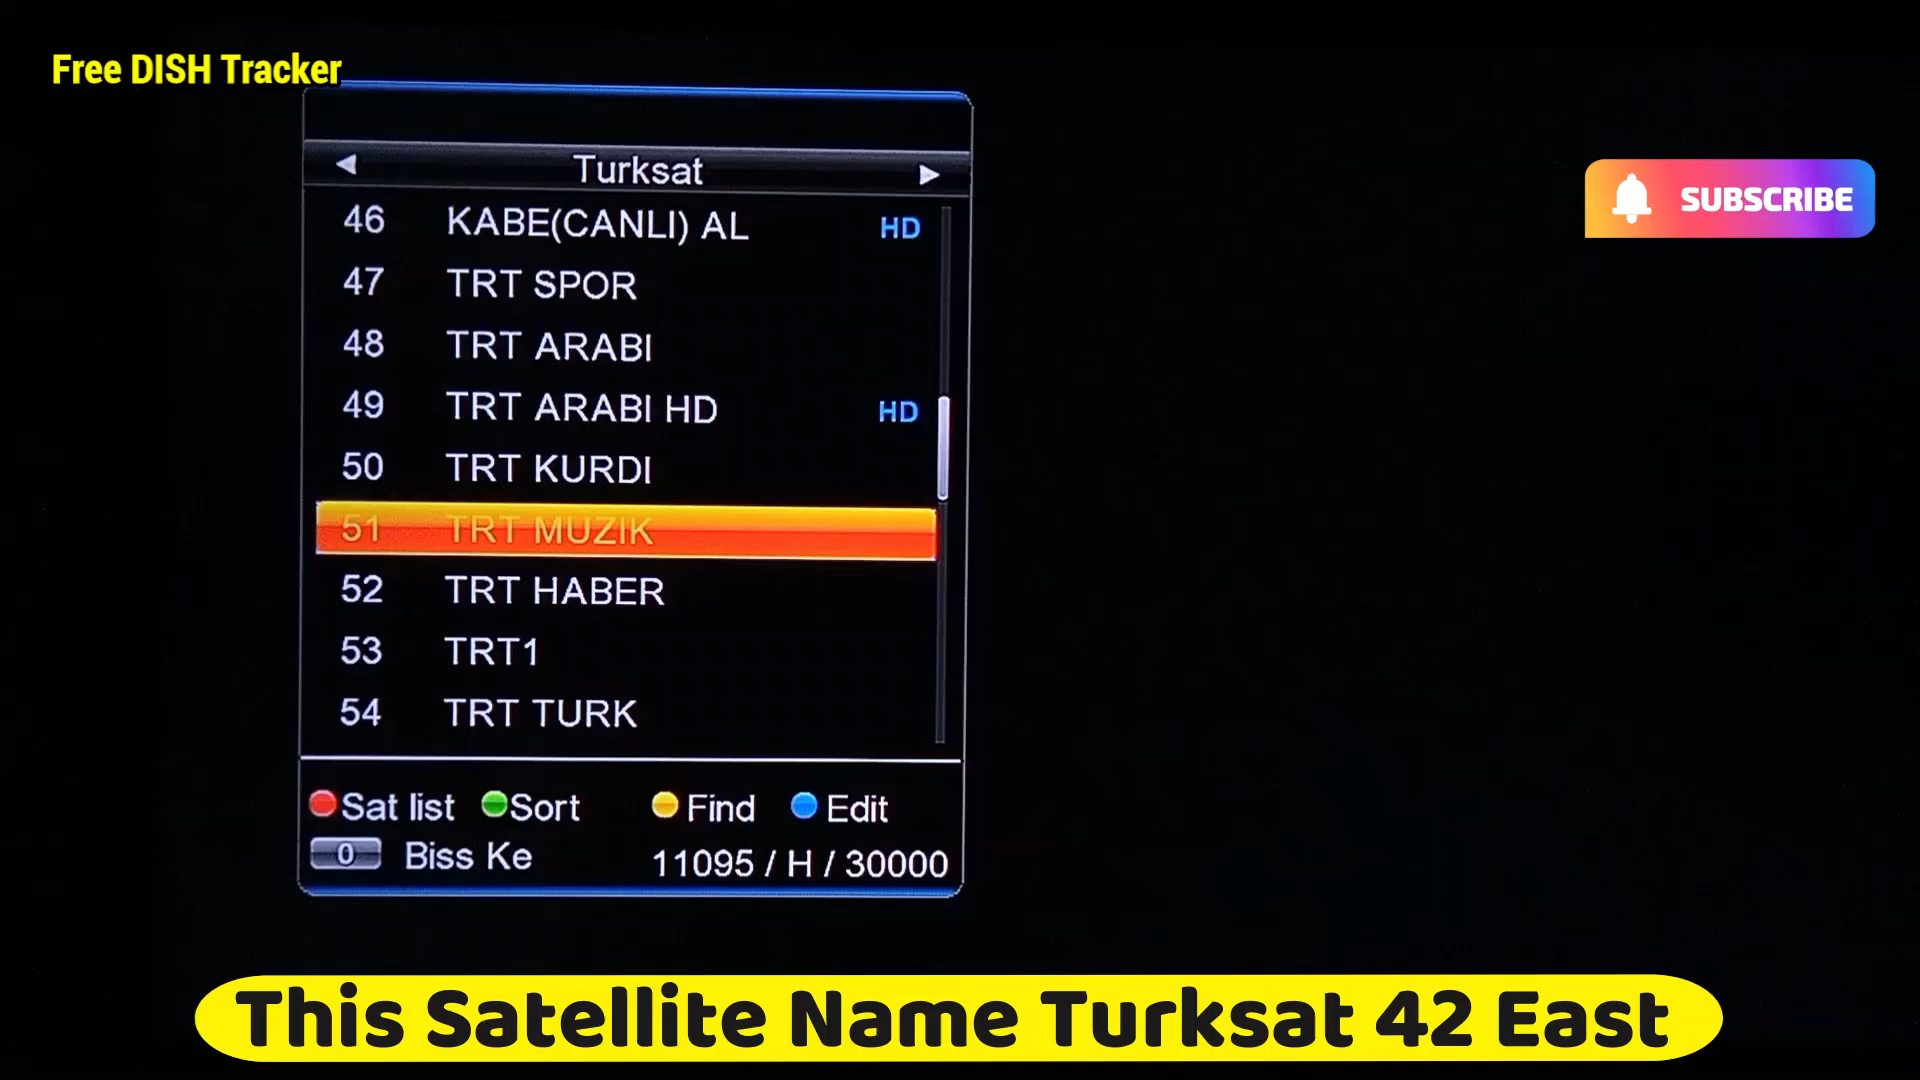 Free DISH Tracker
Turksat
SUBSCRIBE
46 KABE(CANLI) AL HD
47 TRT SPOR
48 TRT ARABI
49 TRT ARABI HD HD
50 TRT KURDI
51 TRT MUZIK
52 TRT HABER
53 TRT1
54 TRT TURK
Sat list Sort Find Edit
0 Biss Ke 11095 / H / 30000
This Satellite Name Turksat 42 East